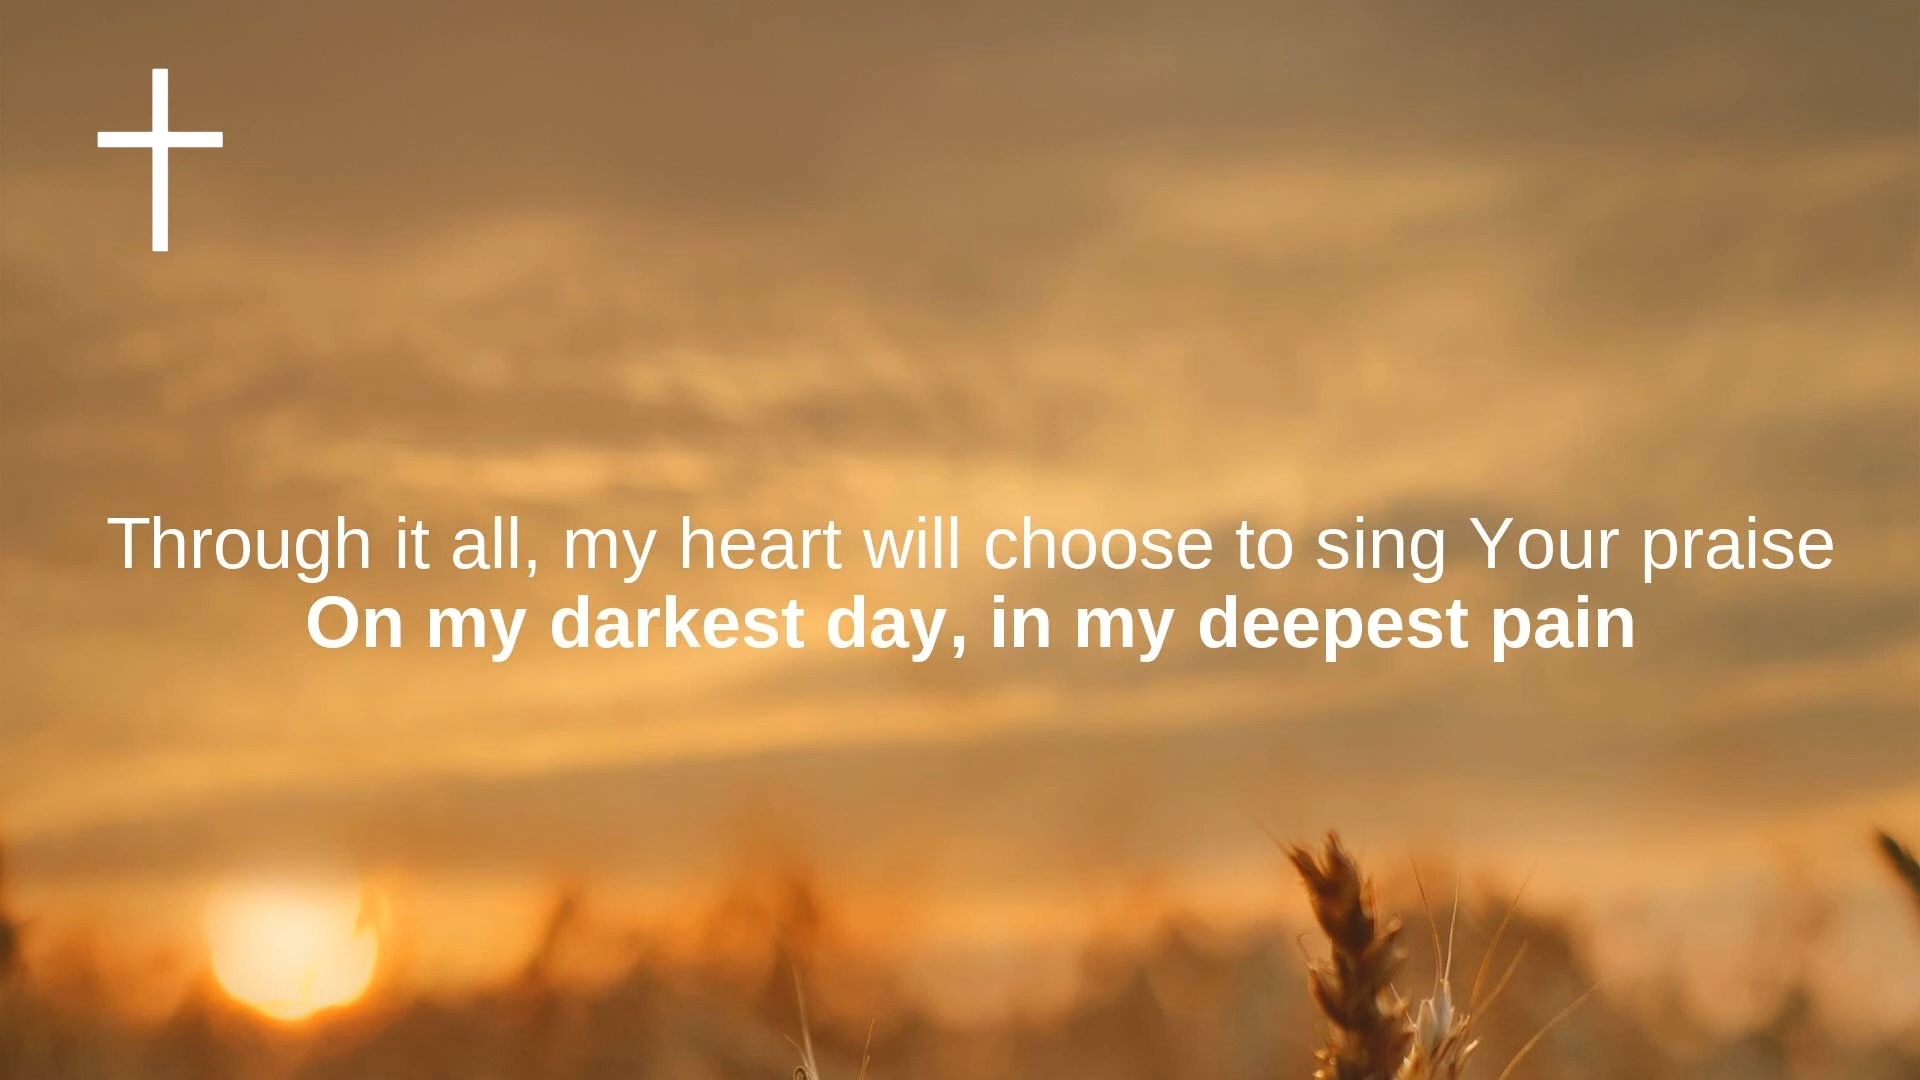 Through it all, my heart will choose to sing Your praise
On my darkest day, in my deepest pain